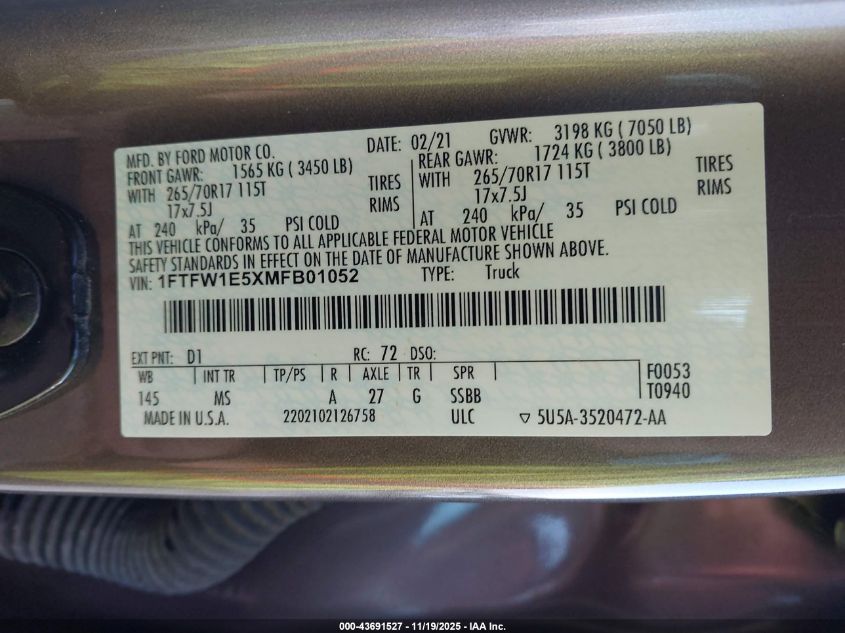 MFD. BY FORD MOTOR CO. DATE: 02/21 GVWR: 3198 KG ( 7050 LB)
FRONT GAWR: 1565 KG ( 3450 LB) REAR GAWR: 1724 KG ( 3800 LB)
WITH 265/70R17 115T TIRES WITH 265/70R17 115T TIRES
17x7.5J RIMS 17x7.5J RIMS
AT 240 kPa/ 35 PSI COLD AT 240 kPa/ 35 PSI COLD
THIS VEHICLE CONFORMS TO ALL APPLICABLE FEDERAL MOTOR VEHICLE
SAFETY STANDARDS IN EFFECT ON THE DATE OF MANUFACTURE SHOWN ABOVE.
VIN: 1FTFW1E5XMFB01052 TYPE: Truck
EXT PNT: D1 RC: 72 DSO:
WB INT TR TP/PS R AXLE TR SPR F0053
145 MS A 27 G SSBB T0940
MADE IN U.S.A. 2202102126758 ULC ▽ 5U5A-3520472-AA
000-43691527 - 11/19/2025 - IAA Inc.